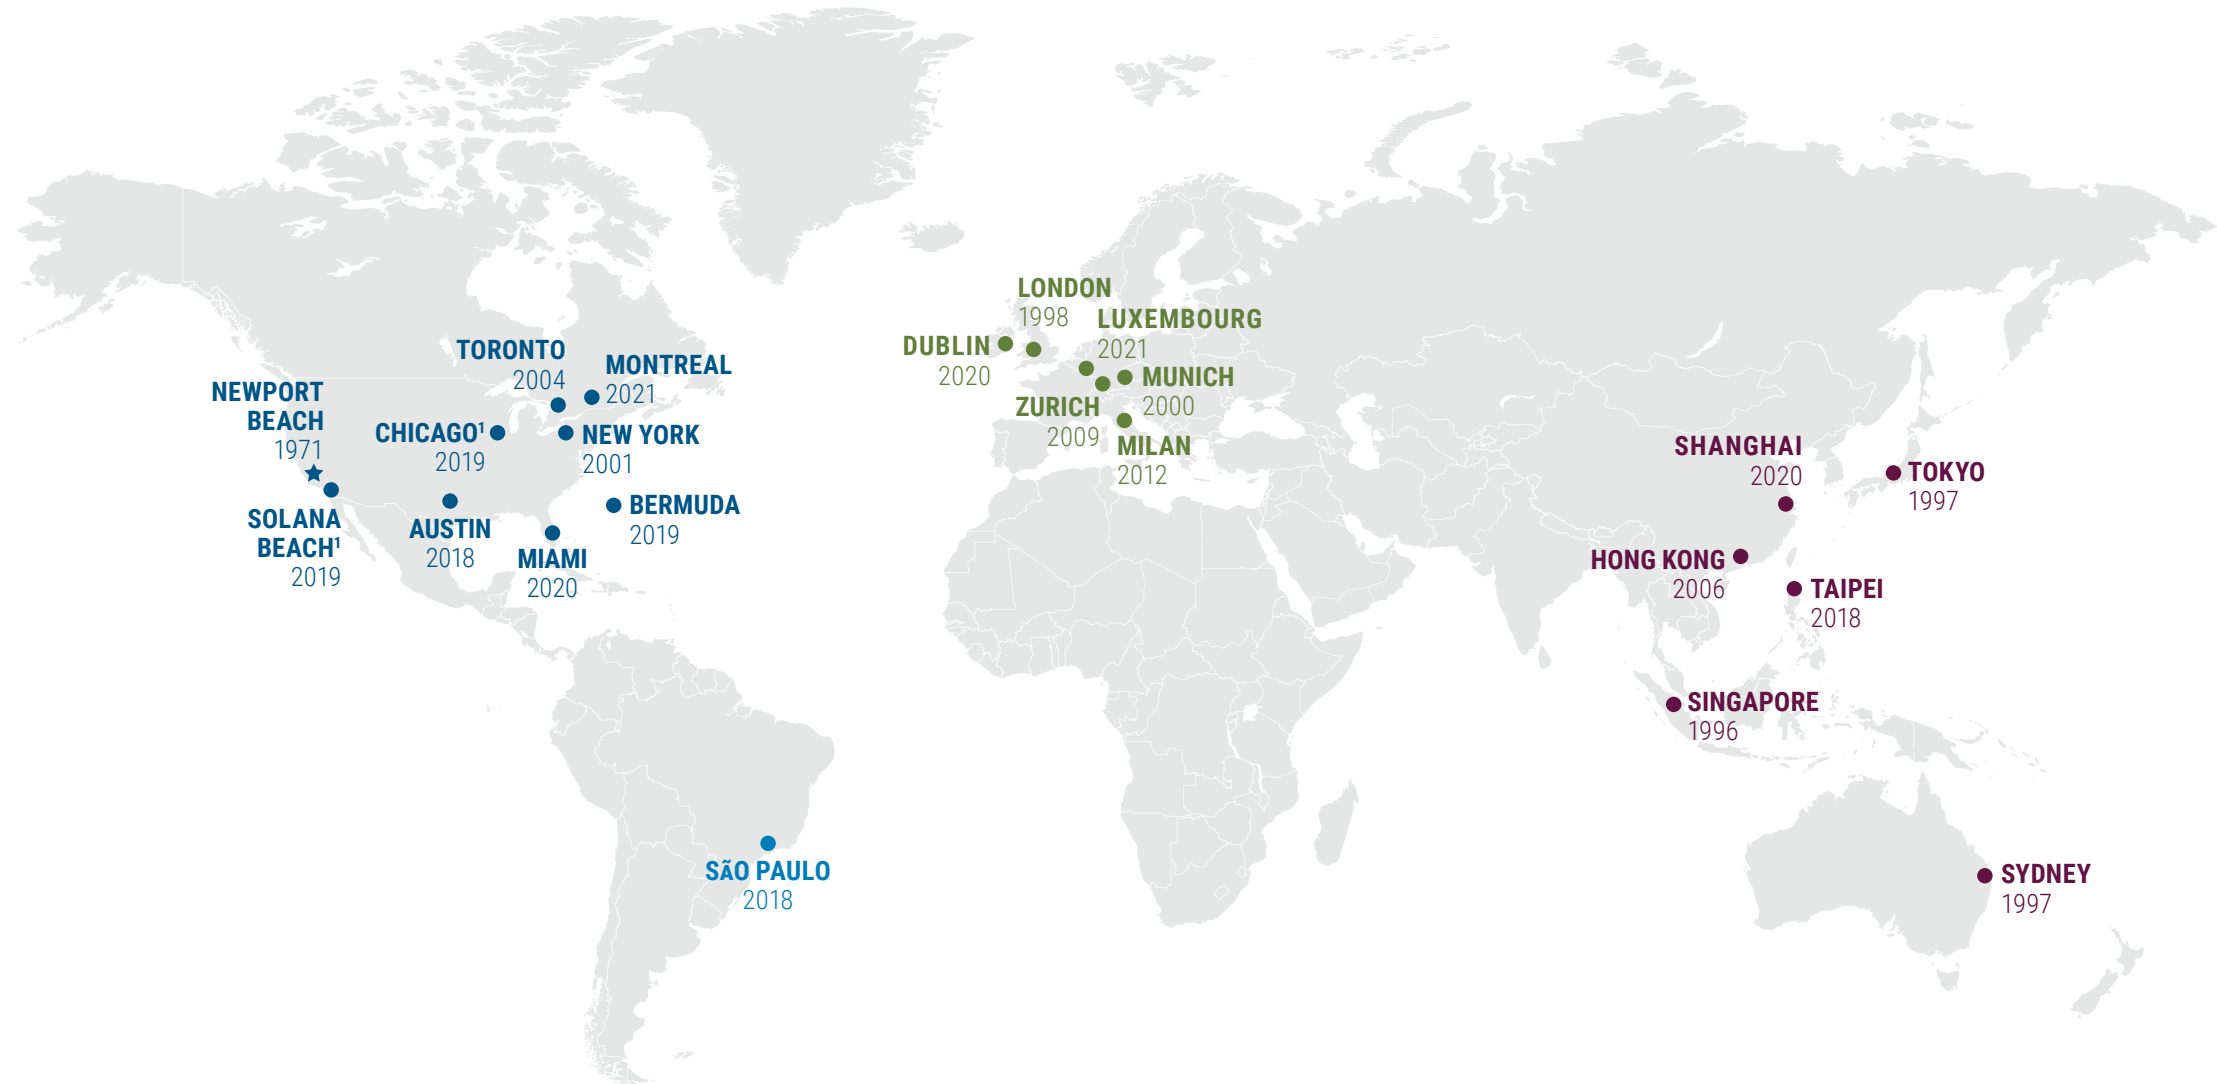 LONDON
1998
LUXEMBOURG
2021
DUBLIN
2020
TORONTO
2004
MONTREAL
2021
MUNICH
2000
NEWPORT
BEACH
1971
ZURICH
2009
CHICAGO¹
2019
NEW YORK
2001
MILAN
2012
SHANGHAI
2020
TOKYO
1997
SOLANA
BEACH¹
2019
AUSTIN
2018
BERMUDA
2019
MIAMI
2020
HONG KONG
2006
TAIPEI
2018
SINGAPORE
1996
SÃO PAULO
2018
SYDNEY
1997